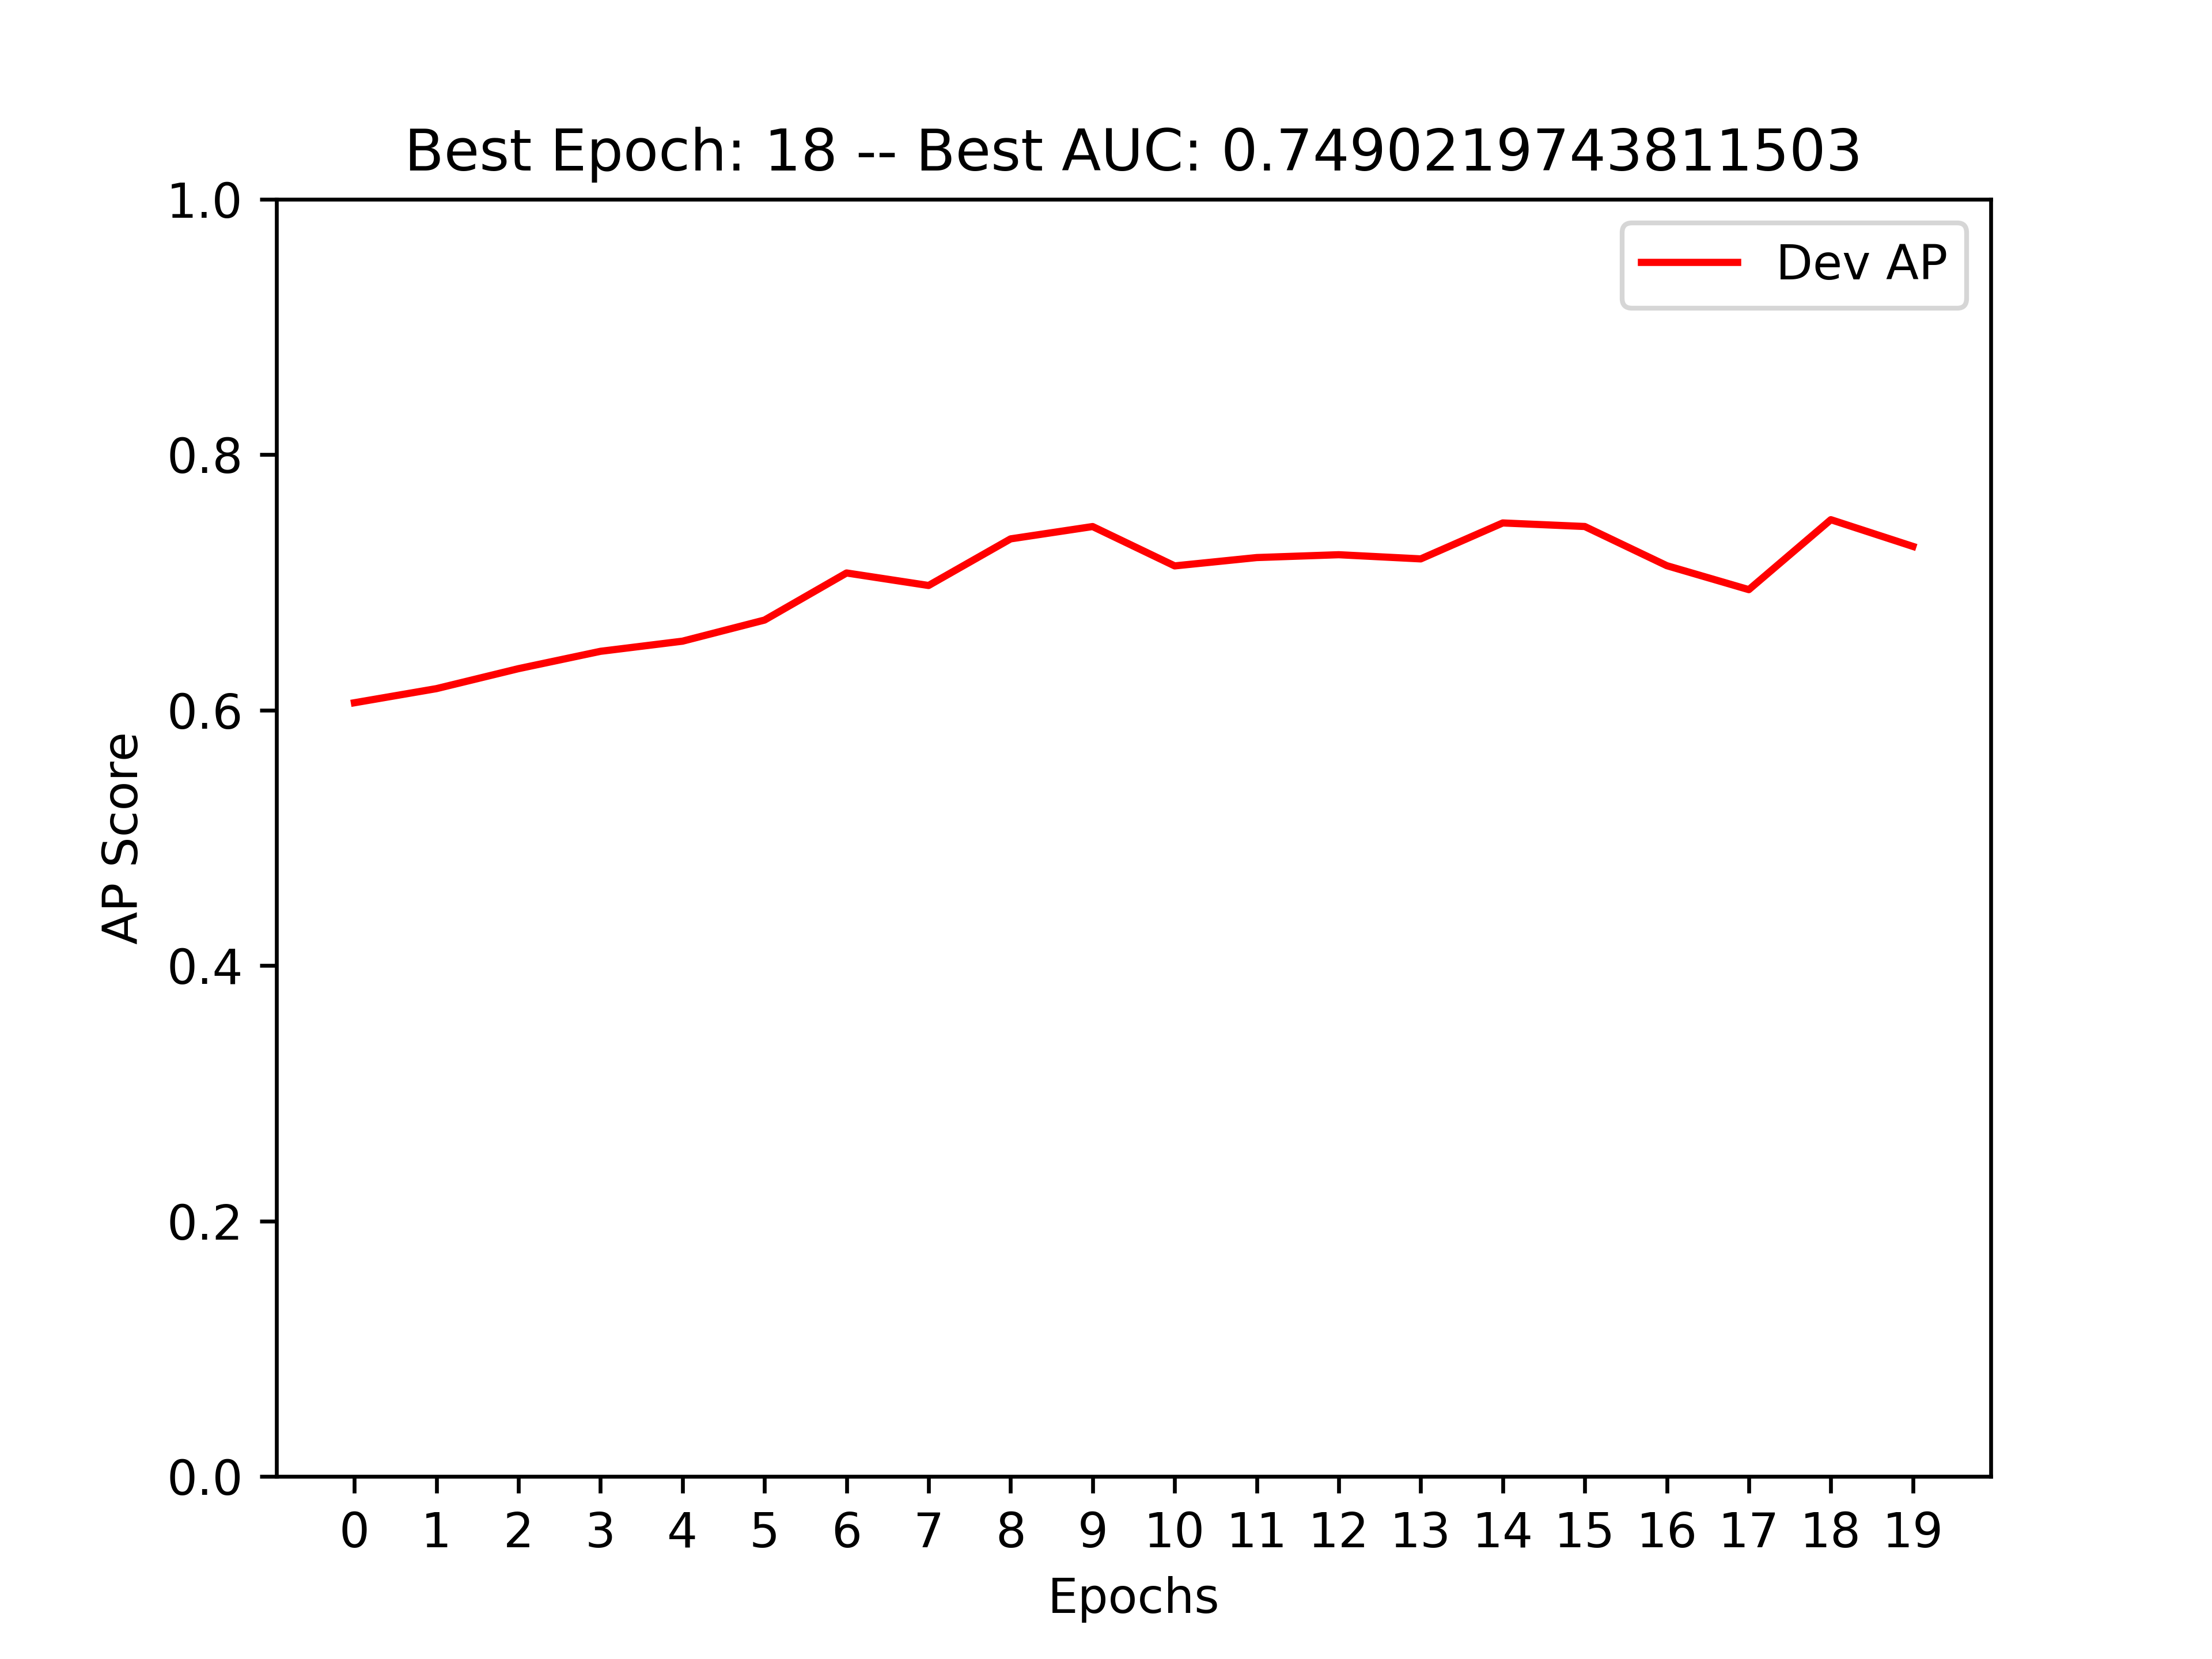 Best Epoch: 18 -- Best AUC: 0.7490219743811503
Dev AP
1.0
0.8
0.6
0.4
0.2
0.0
AP Score
0 1 2 3 4 5 6 7 8 9 10 11 12 13 14 15 16 17 18 19
Epochs